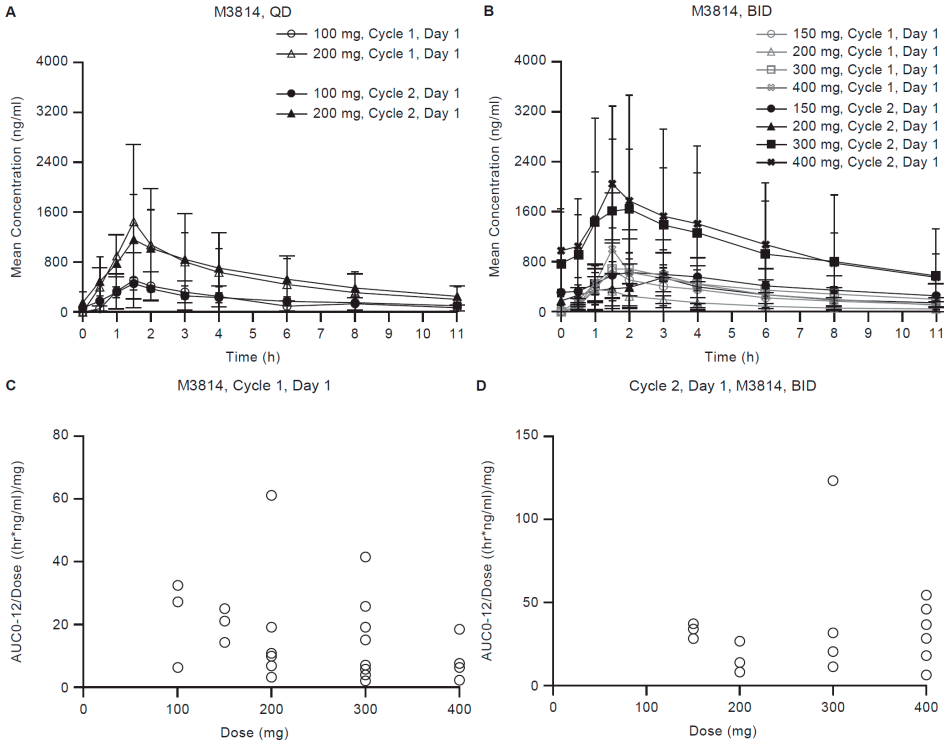 A
M3814, QD
100 mg, Cycle 1, Day 1
200 mg, Cycle 1, Day 1
100 mg, Cycle 2, Day 1
200 mg, Cycle 2, Day 1
Mean Concentration (ng/ml)
4000
3200
2400
1600
800
0
0 1 2 3 4 5 6 7 8 9 10 11
Time (h)
B
M3814, BID
150 mg, Cycle 1, Day 1
200 mg, Cycle 1, Day 1
300 mg, Cycle 1, Day 1
400 mg, Cycle 1, Day 1
150 mg, Cycle 2, Day 1
200 mg, Cycle 2, Day 1
300 mg, Cycle 2, Day 1
400 mg, Cycle 2, Day 1
Mean Concentration (ng/ml)
4000
3200
2400
1600
800
0
0 1 2 3 4 5 6 7 8 9 10 11
Time (h)
C
M3814, Cycle 1, Day 1
AUC0-12/Dose ((hr*ng/ml)/mg)
80
60
40
20
0
0 100 200 300 400
Dose (mg)
D
Cycle 2, Day 1, M3814, BID
AUC0-12/Dose ((hr*ng/ml)/mg)
150
100
50
0
0 100 200 300 400
Dose (mg)